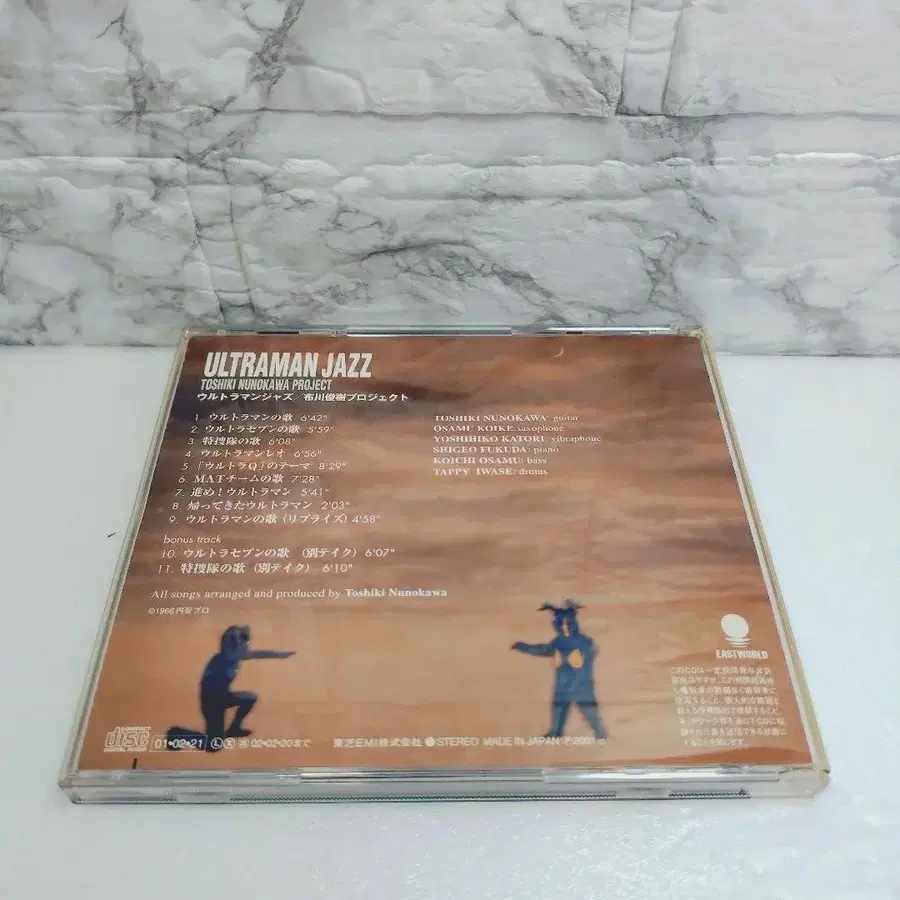 ULTRAMAN JAZZ
TOSHIKI NUNOKAWA PROJECT
ウルトラマンジャズ/布川俊樹プロジェクト
1. ウルトラマンの歌 6'42"
2. ウルトラセブンの歌 5'59"
3. 特捜隊の歌 6'08"
4. ウルトラマンレオ 6'56"
5. 「ウルトラQ」のテーマ 8'29"
6. MATチームの歌 7'28"
7. 進め!ウルトラマン 5'41"
8. 帰ってきたウルトラマン 2'03"
9. ウルトラマンの歌(リプライズ) 4'58"
bonus track
10. ウルトラセブンの歌 (別テイク) 6'07"
11. 特捜隊の歌(別テイク) 6'10"
All songs arranged and produced by Toshiki Nunokawa
©1966円谷プロ
TOSHIKI NUNOKAWA: guitar
OSAMU KOIKE: saxophone
YOSHIHIKO KATORI: vibraphone
SHIGEO FUKUDA: piano
KOICHI OSAMU: bass
TAPPY IWASE: drums
EASTWORLD
COMPACT
disc
DIGITAL AUDIO
01・02・21 Ⓛ Ⓧ 02・02・20まで 東芝EMI株式会社 ●STEREO MADE IN JAPAN Ⓟ2001